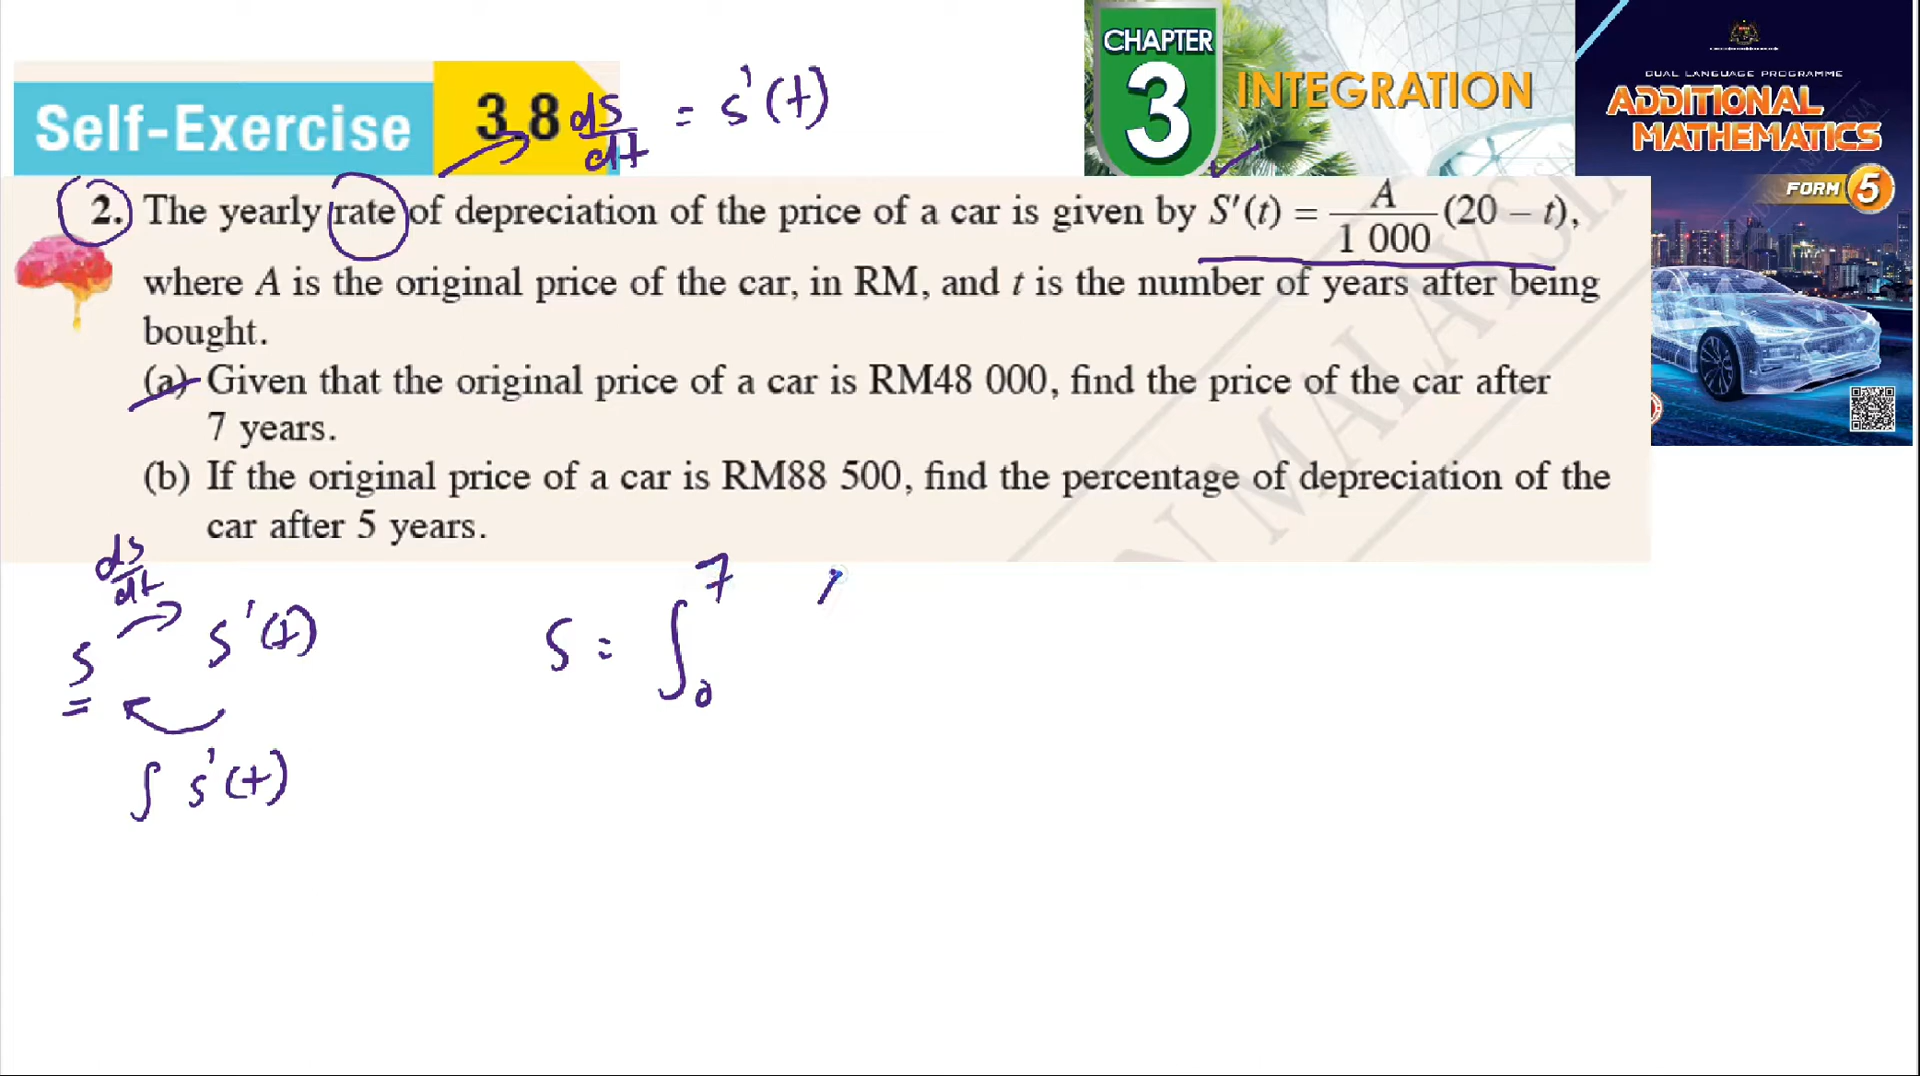 CHAPTER
3
INTEGRATION
DUAL LANGUAGE PROGRAMME
ADDITIONAL
MATHEMATICS
FORM 5
Self-Exercise 3.8
ds/dt = s'(t)
2. The yearly rate of depreciation of the price of a car is given by S′(t) = A/1 000 (20 – t),
where A is the original price of the car, in RM, and t is the number of years after being
bought.
(a) Given that the original price of a car is RM48 000, find the price of the car after
7 years.
(b) If the original price of a car is RM88 500, find the percentage of depreciation of the
car after 5 years.
MALAYSIA
ds/dt
s s'(t)
=
∫ s'(t)
S = ∫ 7 0